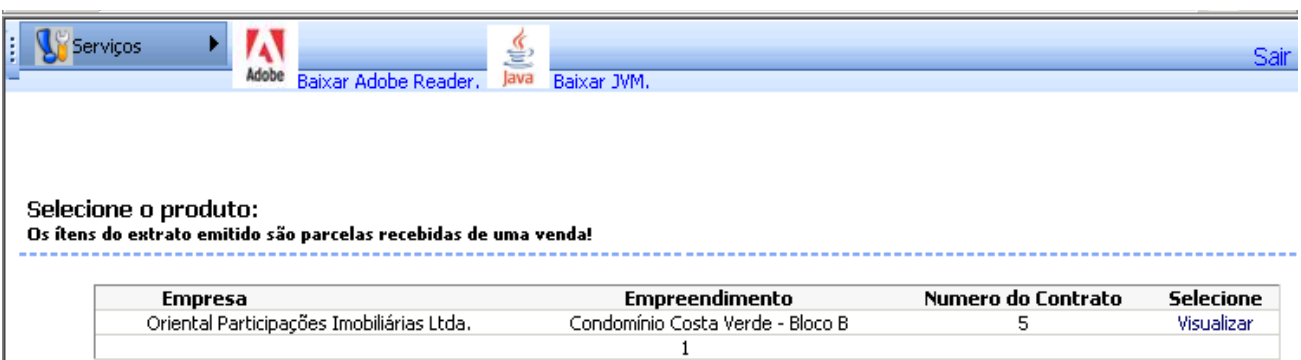 Serviços
Adobe Baixar Adobe Reader. Java Baixar JVM. Sair
Selecione o produto:
Os ítens do extrato emitido são parcelas recebidas de uma venda!
Empresa Empreendimento Numero do Contrato Selecione
Oriental Participações Imobiliárias Ltda. Condomínio Costa Verde - Bloco B 5 Visualizar
1